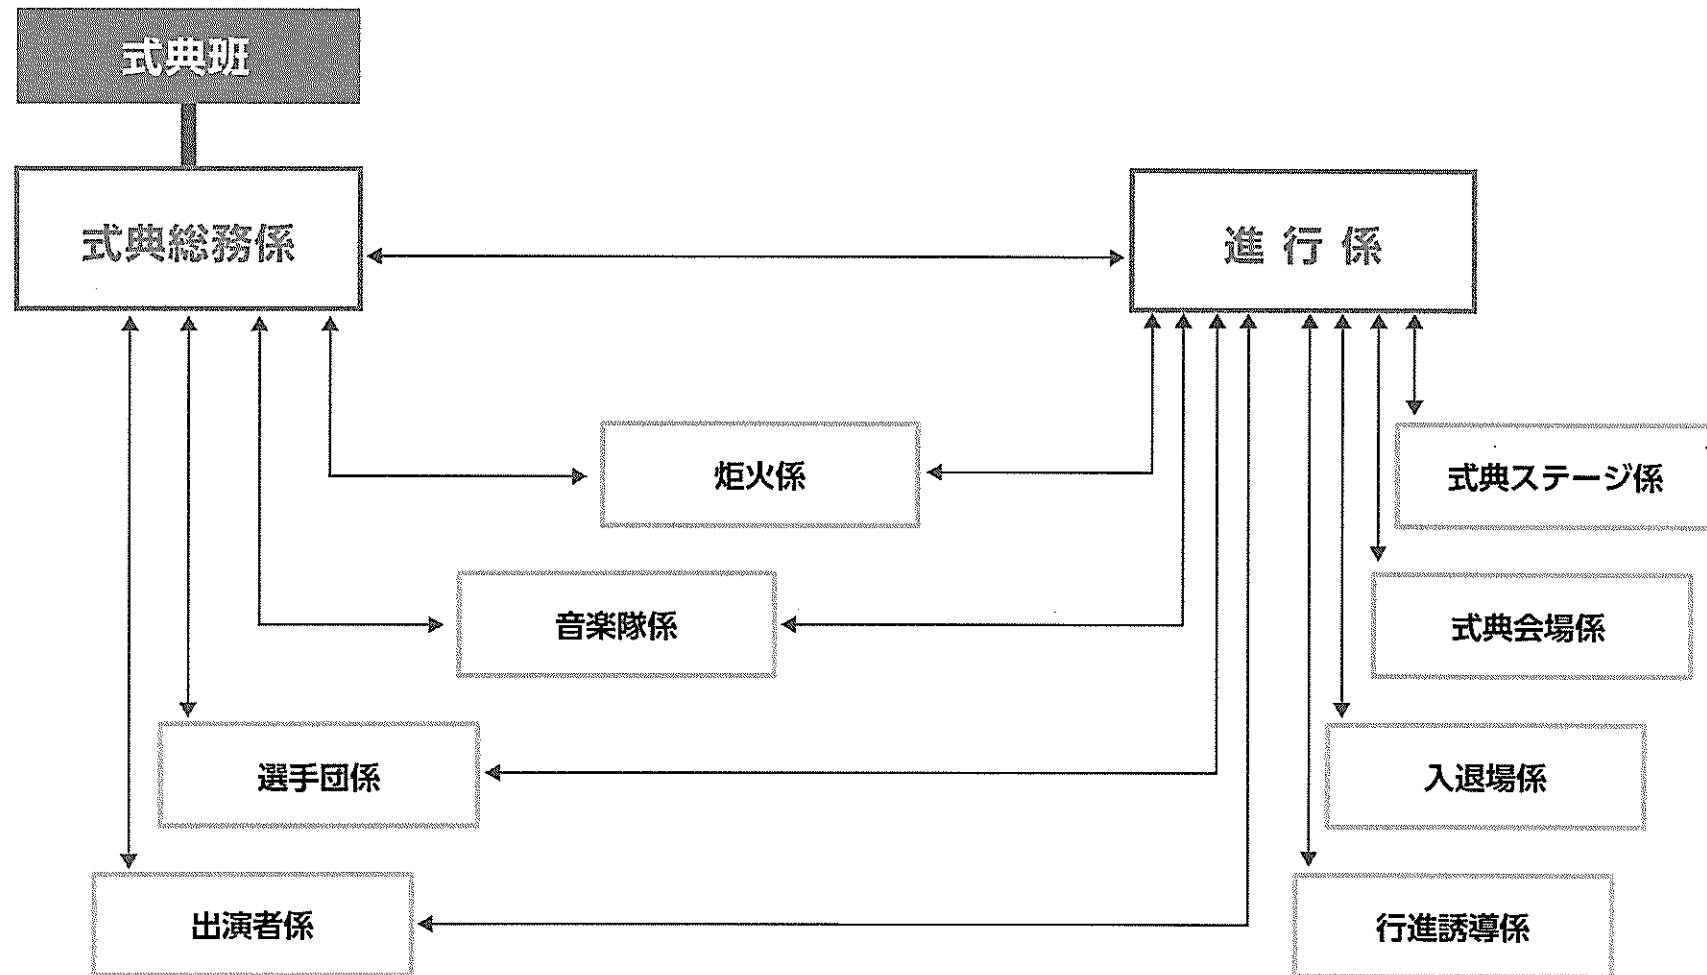 式典班
式典総務係
進行係
炬火係
式典ステージ係
音楽隊係
式典会場係
選手団係
入退場係
出演者係
行進誘導係